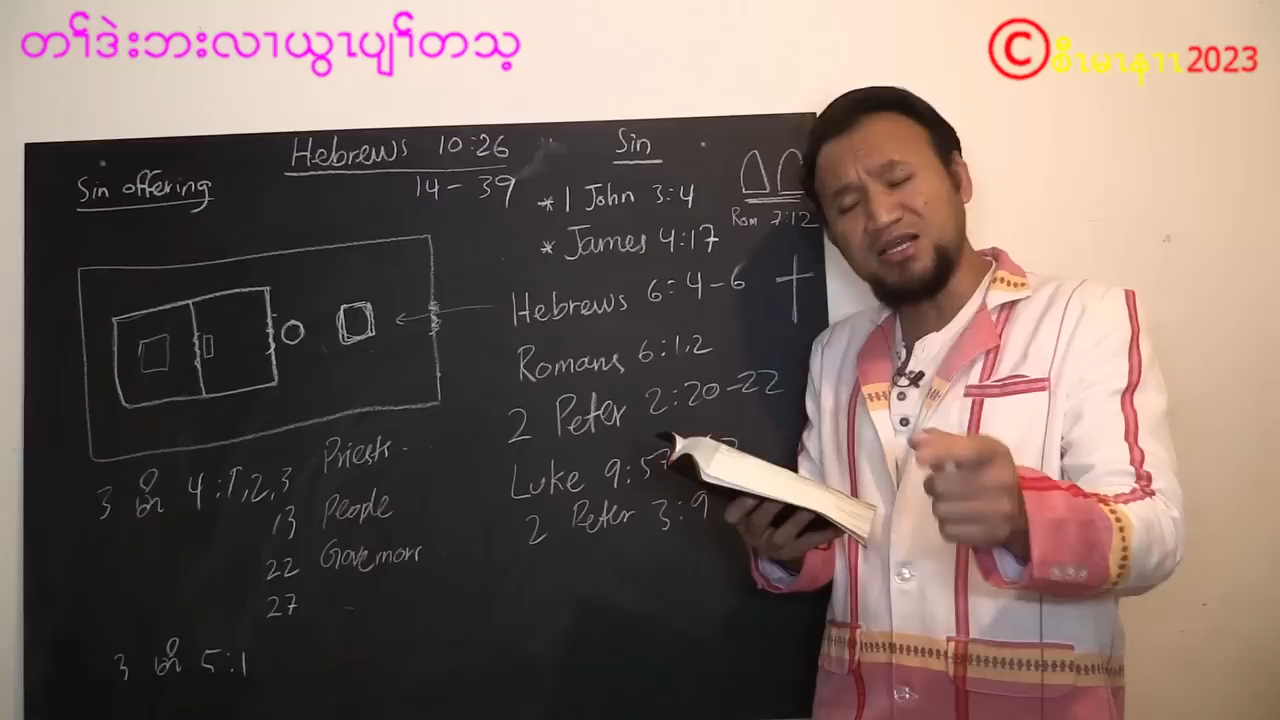 တၢ်ဒဲးဘးလၢယွၤပျၢ်တသ့
© စီၤမၤနၢၤ 2023
Hebrews 10:26
14 - 39
Sin offering
Sin
* 1 John 3:4
* James 4:17
Rom 7:12
Hebrews 6:4-6
Romans 6:1,2
2 Peter 2:20-22
Luke 9:57
2 Peter 3:9
3 4:1,2,3 Priests
13 People
22 Governors
27
3 5:1